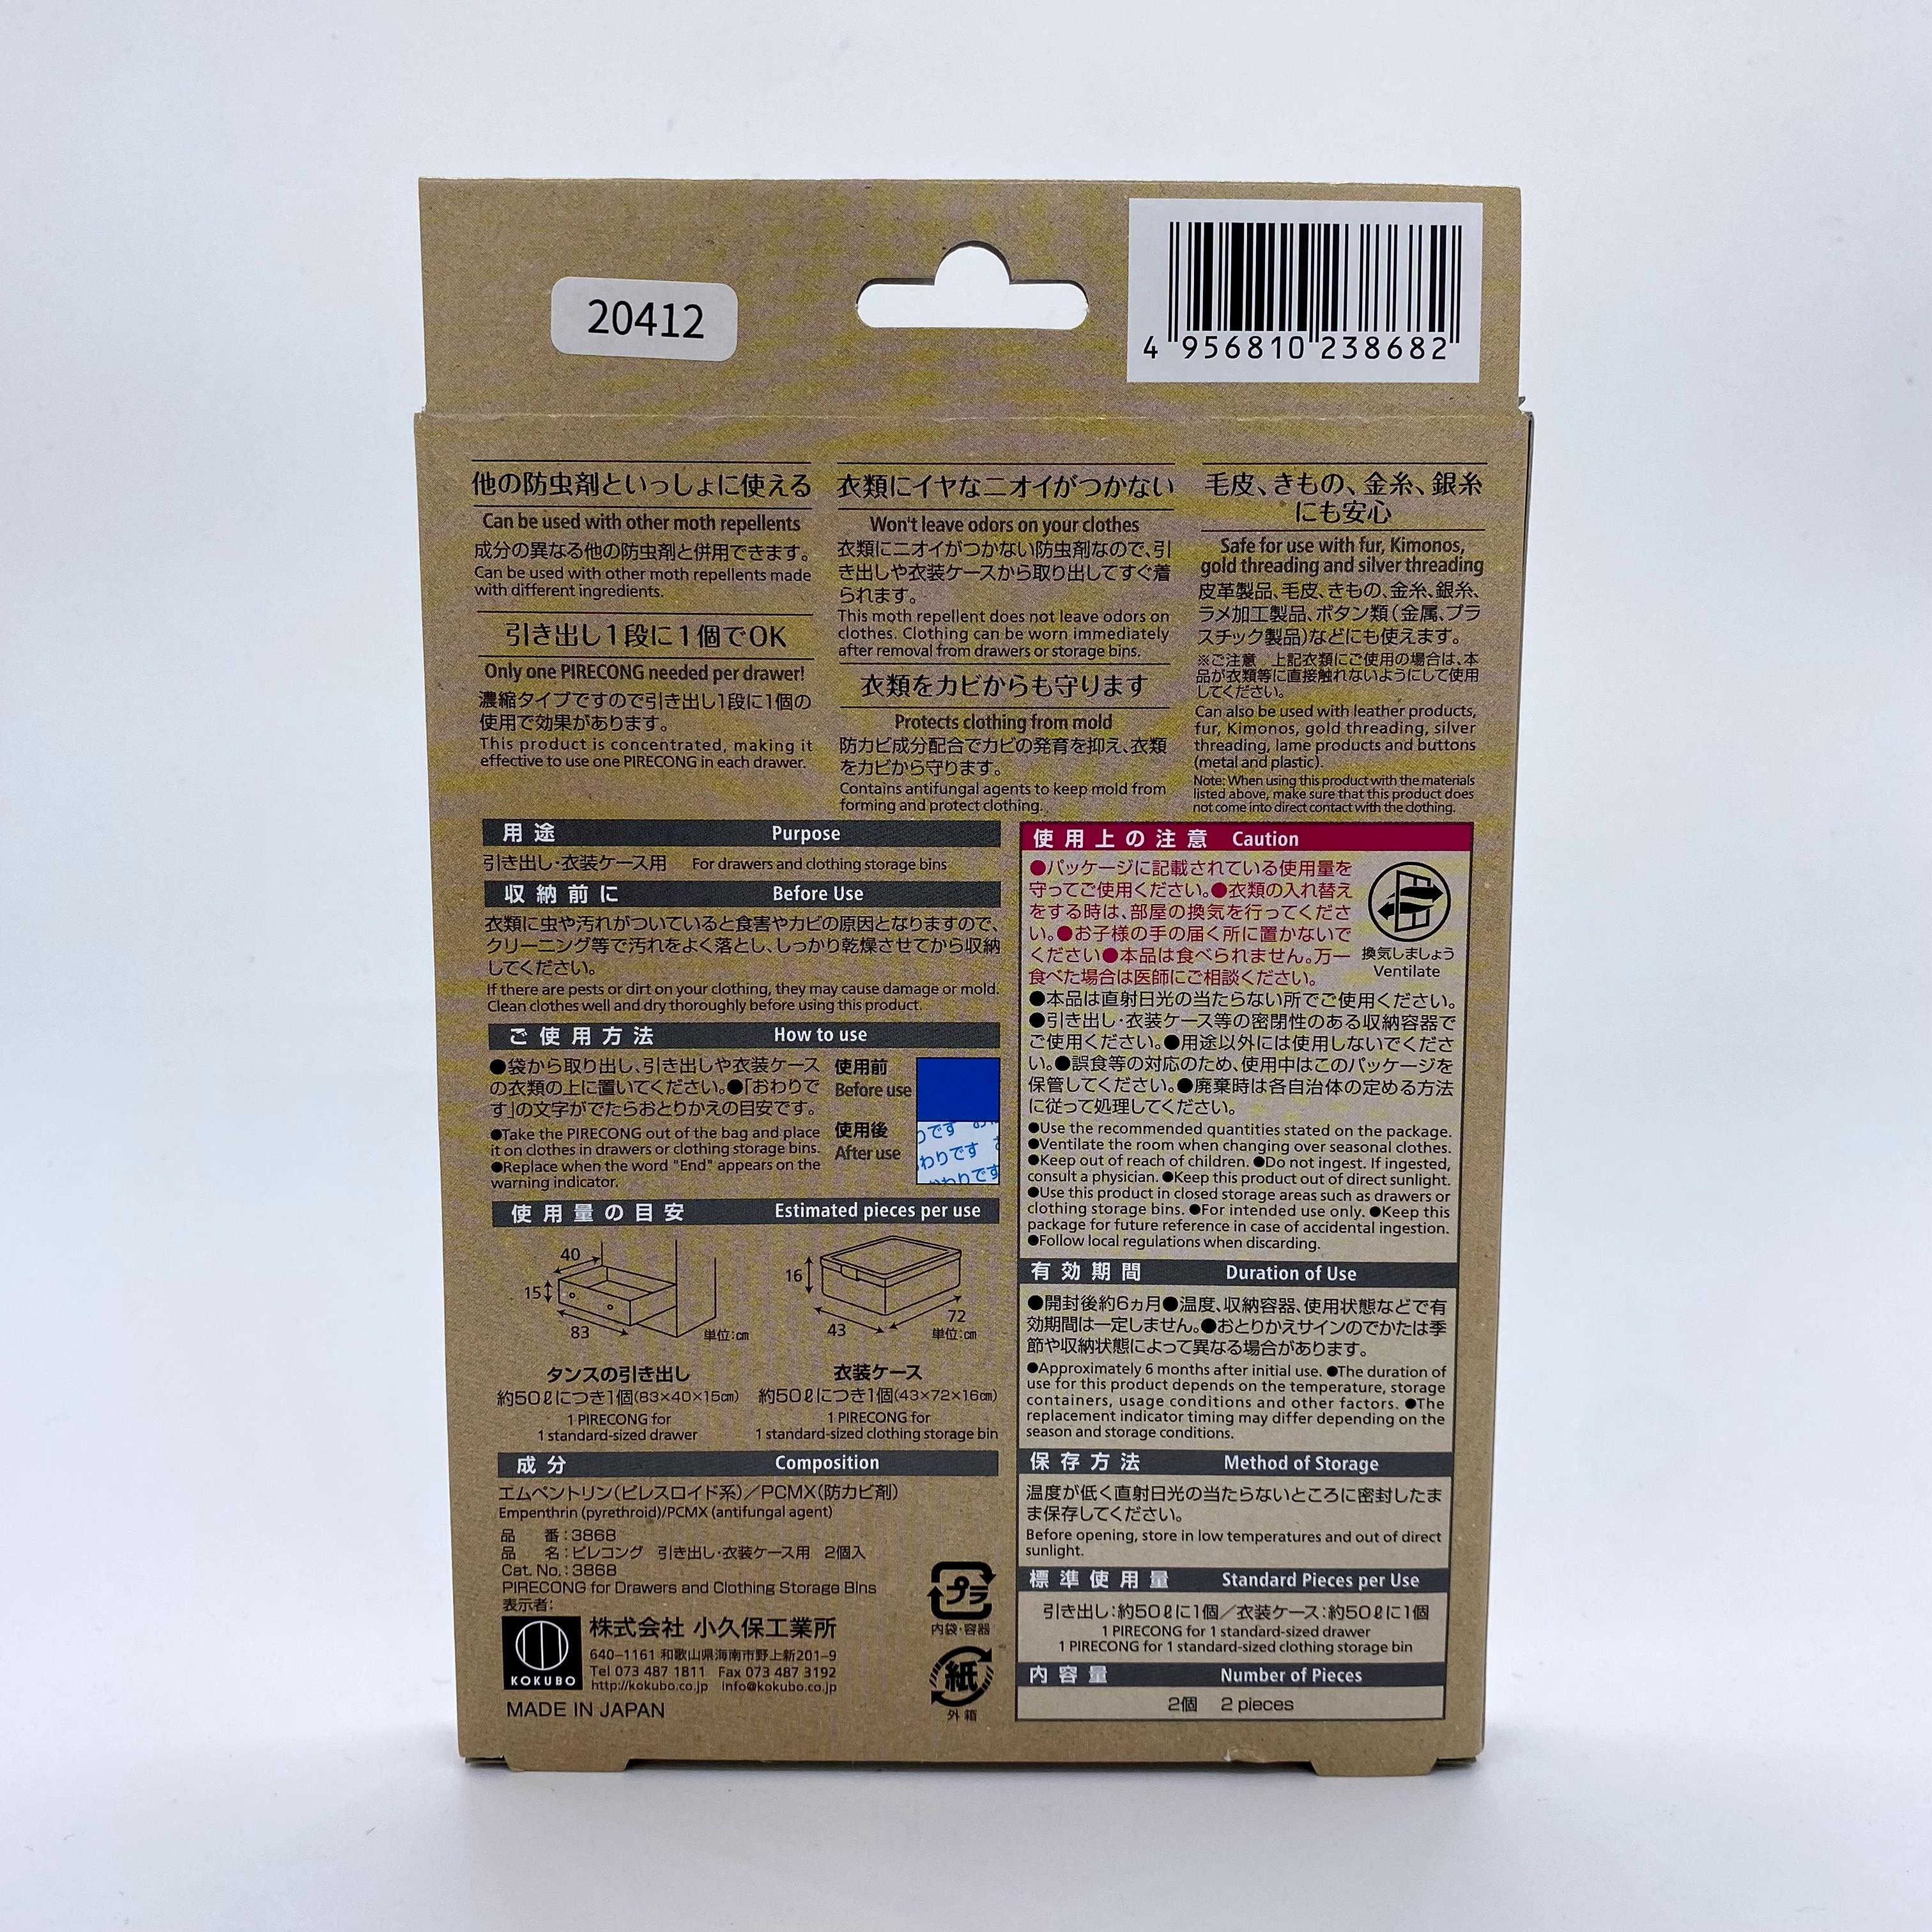 20412
4 956810 238682
他の防虫剤といっしょに使える
Can be used with other moth repellents
成分の異なる他の防虫剤と併用できます。
Can be used with other moth repellents made
with different ingredients.
引き出し1段に1個でOK
Only one PIRECONG needed per drawer!
濃縮タイプですので引き出し1段に1個の
使用で効果があります。
This product is concentrated, making it
effective to use one PIRECONG in each drawer.
衣類にイヤなニオイがつかない
Won't leave odors on your clothes
衣類にニオイがつかない防虫剤なので、引
き出しや衣装ケースから取り出してすぐ着
られます。
This moth repellent does not leave odors on
clothes. Clothing can be worn immediately
after removal from drawers or storage bins.
衣類をカビからも守ります
Protects clothing from mold
防カビ成分配合でカビの発育を抑え、衣類
をカビから守ります。
Contains antifungal agents to keep mold from
forming and protect clothing.
毛皮、きもの、金糸、銀糸
にも安心
Safe for use with fur, Kimonos,
gold threading and silver threading
皮革製品、毛皮、きもの、金糸、銀糸、
ラメ加工製品、ボタン類(金属、プラ
スチック製品)などにも使えます。
※ご注意 上記衣類にご使用の場合は、本
品が衣類等に直接触れないようにして使用
してください。
Can also be used with leather products,
fur, Kimonos, gold threading, silver
threading, lame products and buttons
(metal and plastic).
Note: When using this product with the materials
listed above, make sure that this product does
not come into direct contact with the clothing.
用途 Purpose
引き出し・衣装ケース用 For drawers and clothing storage bins
収納前に Before Use
衣類に虫や汚れがついていると食害やカビの原因となりますので、
クリーニング等で汚れをよく落とし、しっかり乾燥させてから収納
してください。
If there are pests or dirt on your clothing, they may cause damage or mold.
Clean clothes well and dry thoroughly before using this product.
ご使用方法 How to use
●袋から取り出し、引き出しや衣装ケース
の衣類の上に置いてください。●「おわりで
す」の文字がでたらおとりかえの目安です。
●Take the PIRECONG out of the bag and place
it on clothes in drawers or clothing storage bins.
●Replace when the word "End" appears on the
warning indicator.
使用前
Before use
使用後
After use
わりです
使用量の目安 Estimated pieces per use
40
15
83
単位:cm
16
43
72
単位:cm
タンスの引き出し
約50ℓにつき1個(83×40×15cm)
1 PIRECONG for
1 standard-sized drawer
衣装ケース
約50ℓにつき1個(43×72×16cm)
1 PIRECONG for
1 standard-sized clothing storage bin
成分 Composition
エムペントリン(ピレスロイド系)/PCMX(防カビ剤)
Empenthrin (pyrethroid)/PCMX (antifungal agent)
品 番:3868
品 名:ピレコング 引き出し・衣装ケース用 2個入
Cat. No.:3868
PIRECONG for Drawers and Clothing Storage Bins
表示者:
KOKUBO
株式会社 小久保工業所
640-1161 和歌山県海南市野上新201-9
Tel 073 487 1811 Fax 073 487 3192
http://kokubo.co.jp info@kokubo.co.jp
MADE IN JAPAN
プラ
内袋・容器
紙
外箱
使用上の注意 Caution
●パッケージに記載されている使用量を
守ってご使用ください。●衣類の入れ替え
をする時は、部屋の換気を行ってくださ
い。●お子様の手の届く所に置かないで
ください●本品は食べられません。万一
食べた場合は医師にご相談ください。
換気しましょう
Ventilate
●本品は直射日光の当たらない所でご使用ください。
●引き出し・衣装ケース等の密閉性のある収納容器で
ご使用ください。●用途以外には使用しないでくださ
い。●誤食等の対応のため、使用中はこのパッケージを
保管してください。●廃棄時は各自治体の定める方法
に従って処理してください。
●Use the recommended quantities stated on the package.
●Ventilate the room when changing over seasonal clothes.
●Keep out of reach of children. ●Do not ingest. If ingested,
consult a physician. ●Keep this product out of direct sunlight.
●Use this product in closed storage areas such as drawers or
clothing storage bins. ●For intended use only. ●Keep this
package for future reference in case of accidental ingestion.
●Follow local regulations when discarding.
有効期間 Duration of Use
●開封後約6ヵ月●温度、収納容器、使用状態などで有
効期間は一定しません。●おとりかえサインのでかたは季
節や収納状態によって異なる場合があります。
●Approximately 6 months after initial use. ●The duration of
use for this product depends on the temperature, storage
containers, usage conditions and other factors. ●The
replacement indicator timing may differ depending on the
season and storage conditions.
保存方法 Method of Storage
温度が低く直射日光の当たらないところに密封したま
ま保存してください。
Before opening, store in low temperatures and out of direct
sunlight.
標準使用量 Standard Pieces per Use
引き出し:約50ℓに1個/衣装ケース:約50ℓに1個
1 PIRECONG for 1 standard-sized drawer
1 PIRECONG for 1 standard-sized clothing storage bin
内容量 Number of Pieces
2個 2 pieces